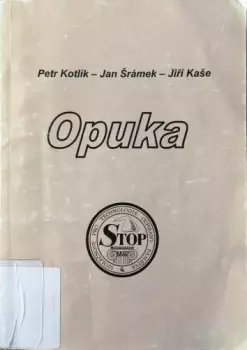 Petr Kotlík – Jan Šrámek – Jiří Kaše
Opuka
STOP